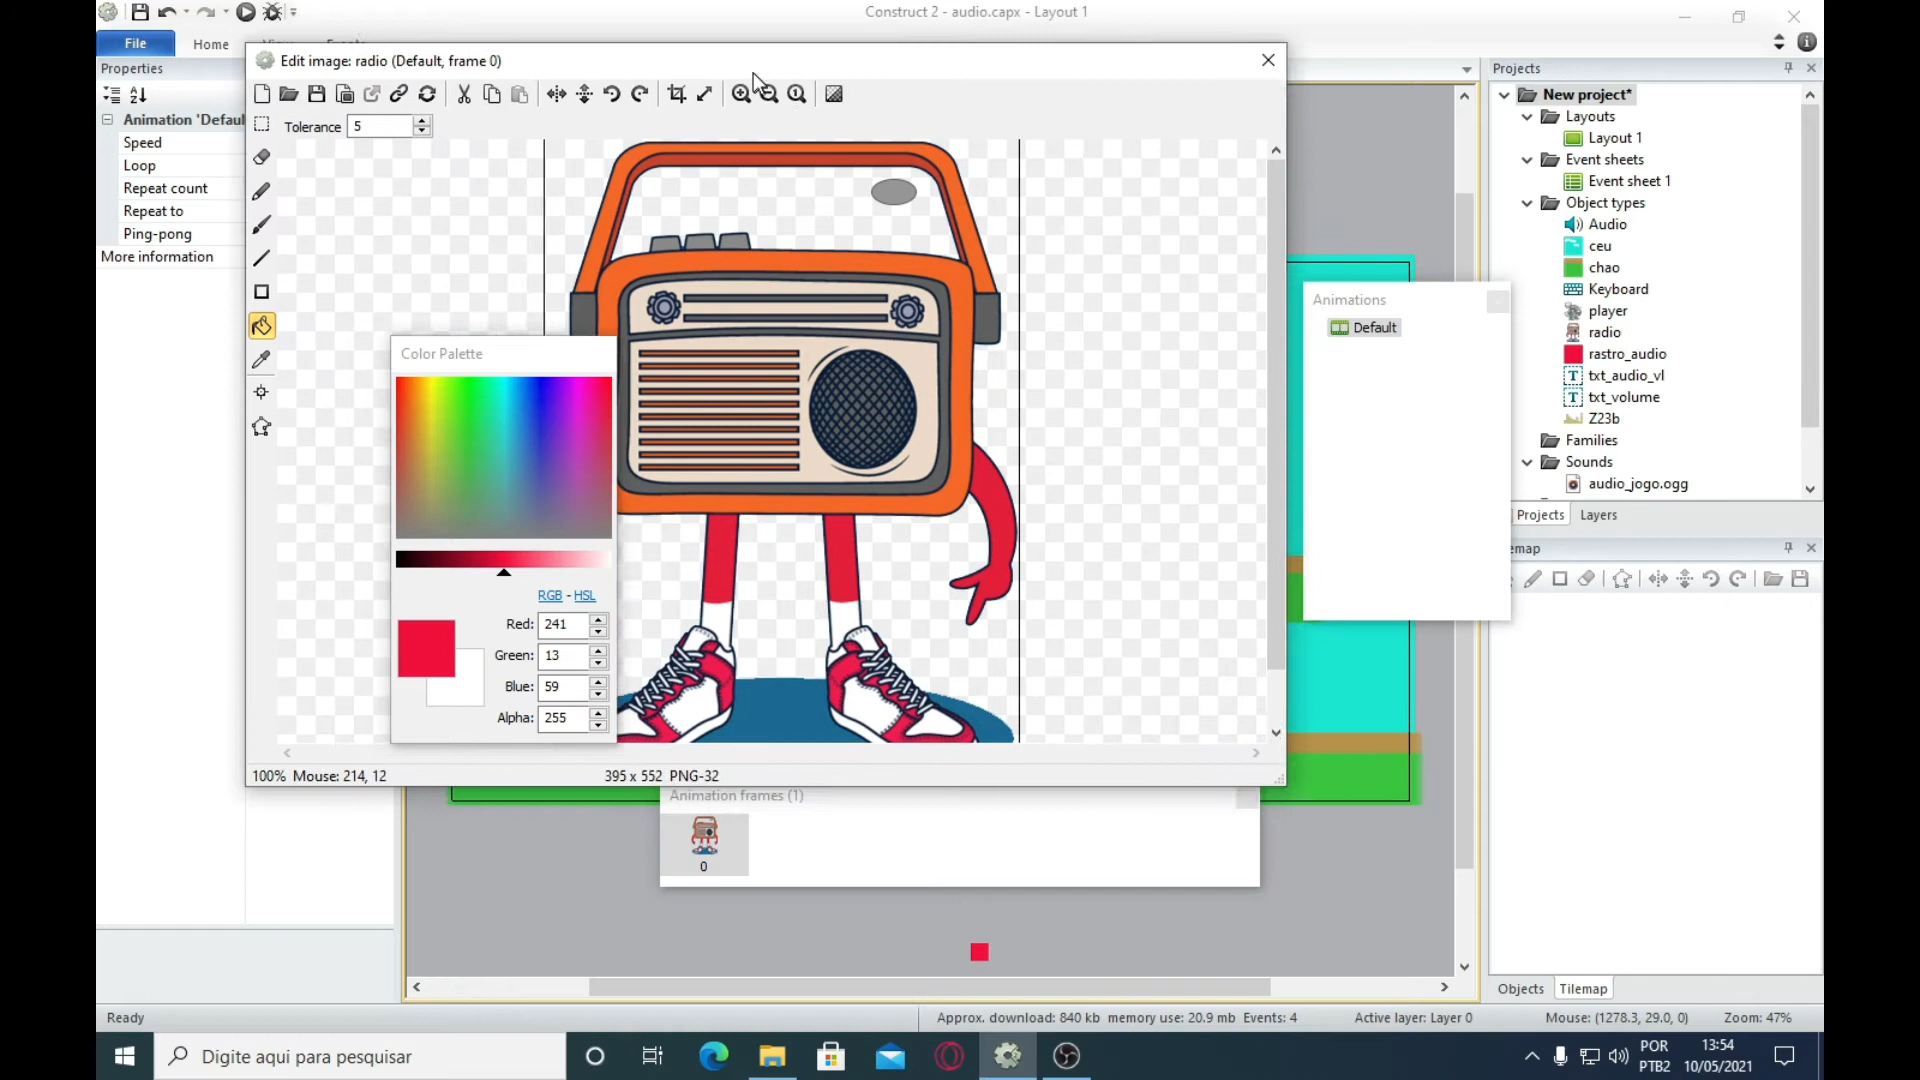 Construct 2 - audio.capx - Layout 1
File
Home
Properties
Edit image: radio (Default, frame 0)
Projects
Tolerance
5
Animation 'Defaul
Speed
Loop
Repeat count
Repeat to
Ping-pong
More information
New project*
Layouts
Layout 1
Event sheets
Event sheet 1
Object types
Audio
ceu
chao
Keyboard
player
radio
rastro_audio
txt_audio_vl
txt_volume
Z23b
Families
Sounds
audio_jogo.ogg
Animations
Default
Color Palette
RGB - HSL
Red: 241
Green: 13
Blue: 59
Alpha: 255
Projects
Layers
emap
100% Mouse: 214, 12
395 x 552 PNG-32
Animation frames (1)
0
Objects
Tilemap
Ready
Approx. download: 840 kb memory use: 20.9 mb Events: 4
Active layer: Layer 0
Mouse: (1278.3, 29.0, 0)
Zoom: 47%
Digite aqui para pesquisar
POR
PTB2
13:54
10/05/2021